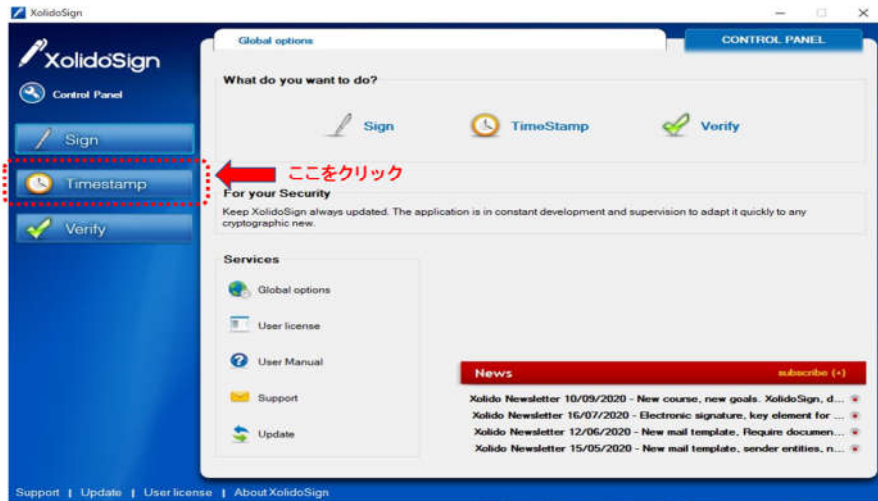 XolidoSign
XolidoSign
Control Panel
Sign
Timestamp
Verify
Global options
CONTROL PANEL
What do you want to do?
Sign
TimeStamp
Verify
ここをクリック
For your Security
Keep XolidoSign always updated. The application is in constant development and supervision to adapt it quickly to any
cryptographic new.
Services
Global options
User license
User Manual
Support
Update
News
subscribe (+)
Xolido Newsletter 10/09/2020 - New course, new goals. XolidoSign, d...
Xolido Newsletter 16/07/2020 - Electronic signature, key element for ...
Xolido Newsletter 12/06/2020 - New mail template, Require documen...
Xolido Newsletter 15/05/2020 - New mail template, sender entities, n...
Support | Update | User license | About XolidoSign